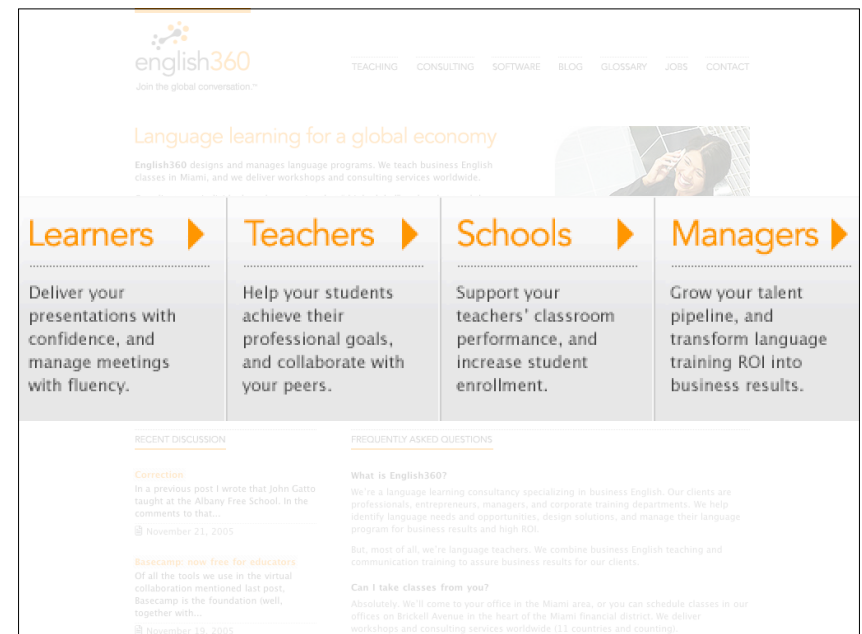 english360
Join the global conversation™
TEACHING CONSULTING SOFTWARE BLOG GLOSSARY JOBS CONTACT
Language learning for a global economy
English360 designs and manages language programs. We teach business English
classes in Miami, and we deliver workshops and consulting services worldwide.
Learners
Deliver your
presentations with
confidence, and
manage meetings
with fluency.
Teachers
Help your students
achieve their
professional goals,
and collaborate with
your peers.
Schools
Support your
teachers’ classroom
performance, and
increase student
enrollment.
Managers
Grow your talent
pipeline, and
transform language
training ROI into
business results.
RECENT DISCUSSION
Correction
In a previous post I wrote that John Gatto
taught at the Albany Free School. In the
comments to that...
November 21, 2005
Basecamp: now free for educators
Of all the tools we use in the virtual
collaboration mentioned last post,
Basecamp is the foundation (well,
together with...
November 19, 2005
FREQUENTLY ASKED QUESTIONS
What is English360?
We’re a language learning consultancy specializing in business English. Our clients are
professionals, entrepreneurs, managers, and corporate training departments. We help
identify language needs and opportunities, design solutions, and manage their language
program for business results and high ROI.
But, most of all, we’re language teachers. We combine business English teaching and
communication training to assure business results for our clients.
Can I take classes from you?
Absolutely. We’ll come to your office in the Miami area, or you can schedule classes in our
offices on Brickell Avenue in the heart of the Miami financial district. We deliver
workshops and consulting services worldwide (11 countries and counting).